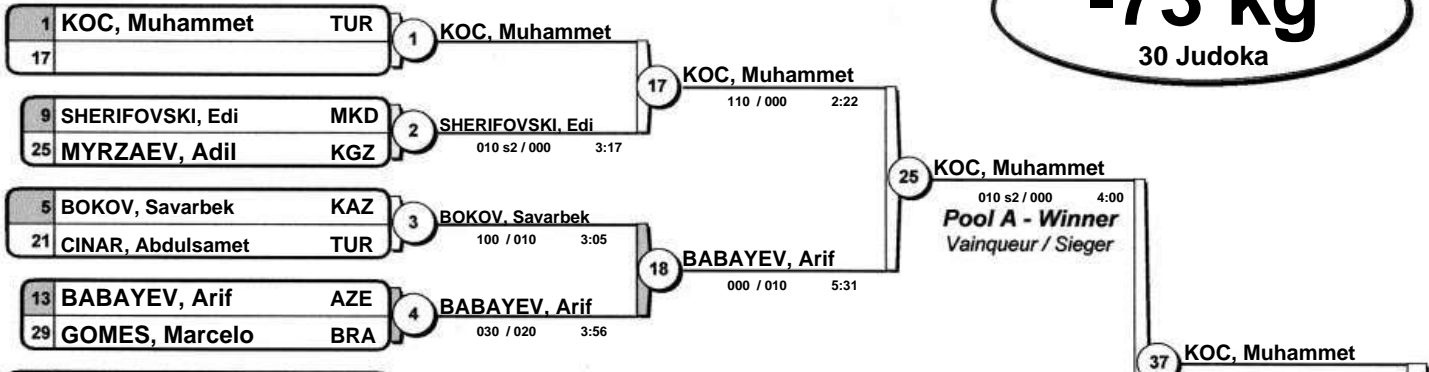 -73 kg
30 Judoka
1 KOC, Muhammet TUR
17
1
KOC, Muhammet
9 SHERIFOVSKI, Edi MKD
25 MYRZAEV, Adil KGZ
2
SHERIFOVSKI, Edi
010 s2 / 000 3:17
17
KOC, Muhammet
110 / 000 2:22
5 BOKOV, Savarbek KAZ
21 CINAR, Abdulsamet TUR
3
BOKOV, Savarbek
100 / 010 3:05
13 BABAYEV, Arif AZE
29 GOMES, Marcelo BRA
4
BABAYEV, Arif
030 / 020 3:56
18
BABAYEV, Arif
000 / 010 5:31
25
KOC, Muhammet
010 s2 / 000 4:00
Pool A - Winner
Vainqueur / Sieger
37
KOC, Muhammet